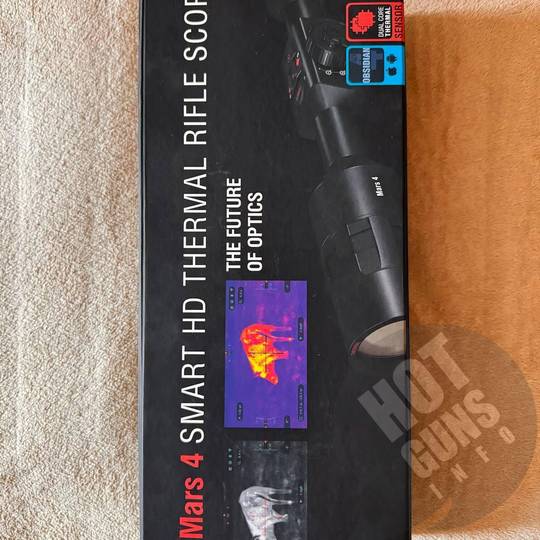 Mars 4 SMART HD THERMAL RIFLE SCOP
THE FUTURE
OF OPTICS
DUAL CORE
THERMAL
SENSOR
OBSIDIAN
Mars 4
HOT
GUNS
INFO